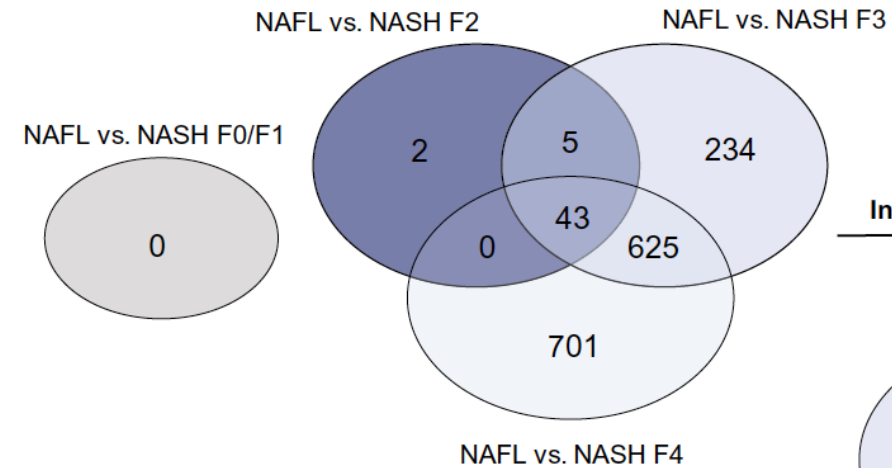 NAFL vs. NASH F2
NAFL vs. NASH F3
NAFL vs. NASH F0/F1
2
5
234
0
43
0
625
In
701
NAFL vs. NASH F4